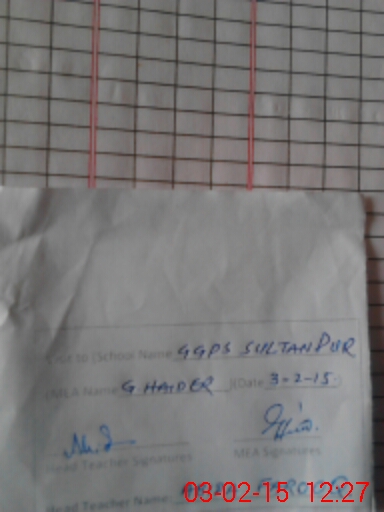 Visit to (School Name GGPS SULTANPUR
(MEA Name G HAIDER )(Date 3-2-15)
Head Teacher Signatures MEA Signatures
Head Teacher Name:
03-02-15 12:27